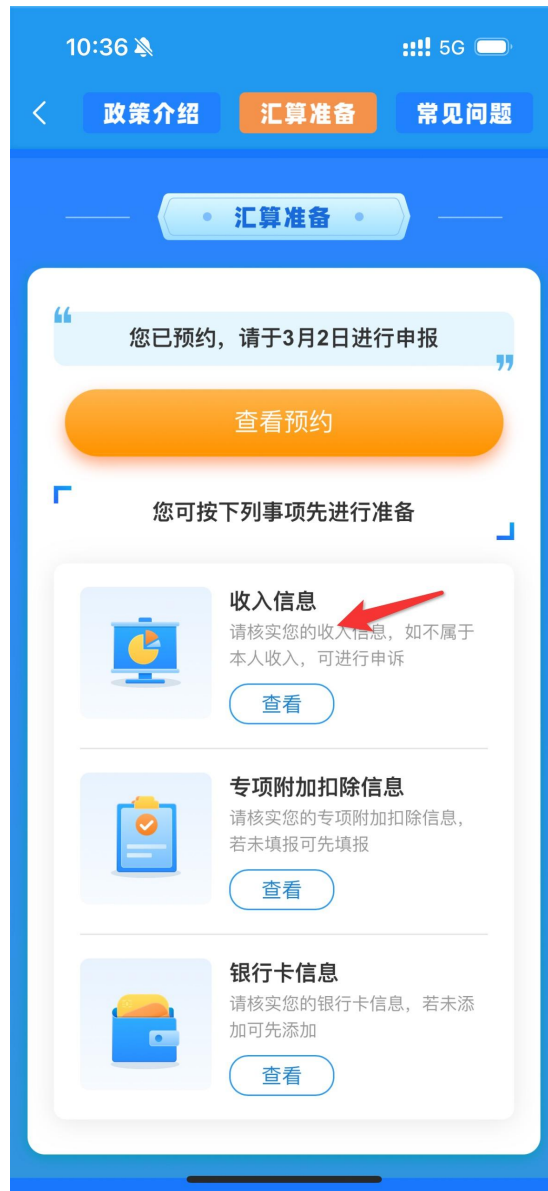 10:36
5G
政策介绍 汇算准备 常见问题
汇算准备
您已预约，请于3月2日进行申报
查看预约
您可按下列事项先进行准备
收入信息
请核实您的收入信息，如不属于
本人收入，可进行申诉
查看
专项附加扣除信息
请核实您的专项附加扣除信息，
若未填报可先填报
查看
银行卡信息
请核实您的银行卡信息，若未添
加可先添加
查看